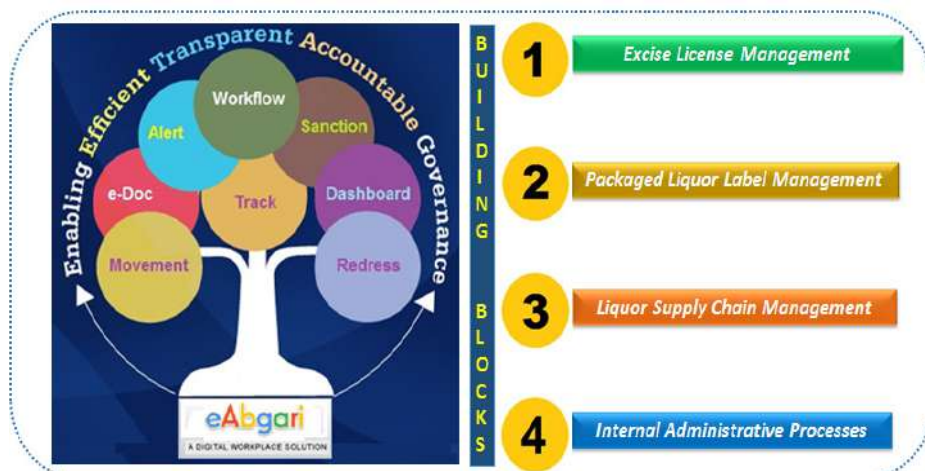 Enabling Efficient Transparent Accountable Governance
Workflow
Alert
Sanction
e-Doc
Track
Dashboard
Movement
Redress
eAbgari
A DIGITAL WORKPLACE SOLUTION
BUILDING BLOCKS
1 Excise License Management
2 Packaged Liquor Label Management
3 Liquor Supply Chain Management
4 Internal Administrative Processes